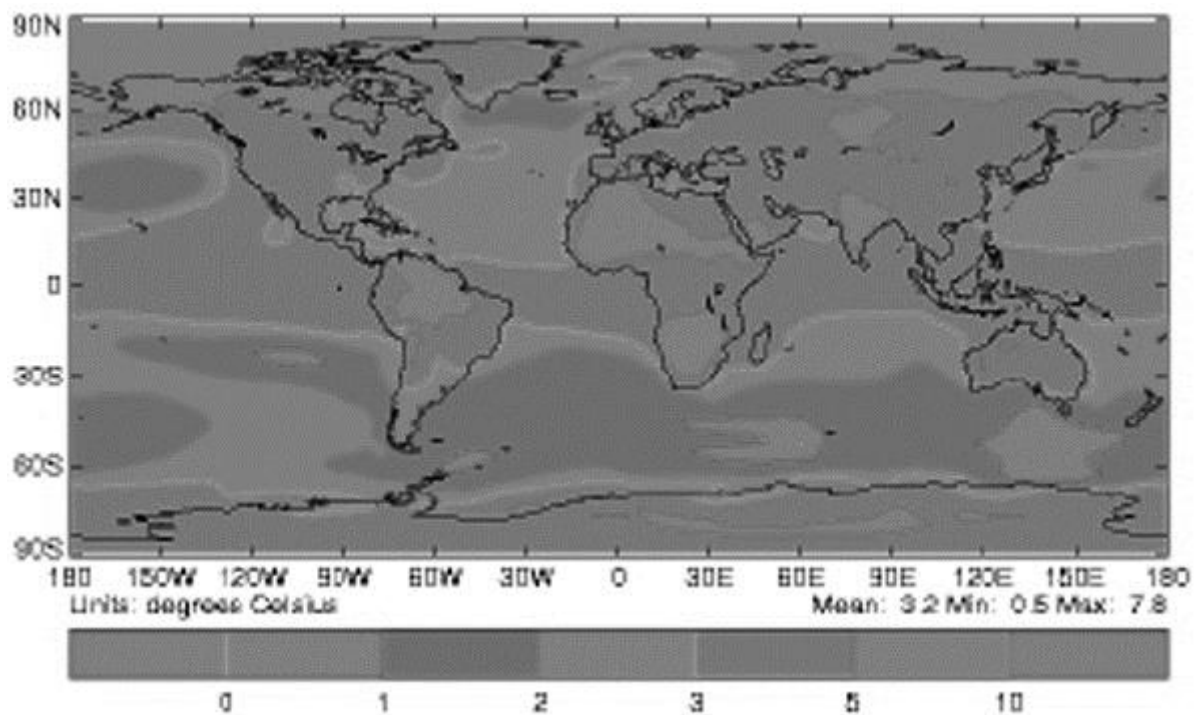 90N
60N
30N
0
30S
60S
90S
180 150W 120W 90W 60W 30W 0 30E 60E 90E 120E 150E 180
Units: degrees Celsius Mean: 3.2 Min: 0.5 Max: 7.8
0 1 2 3 5 10